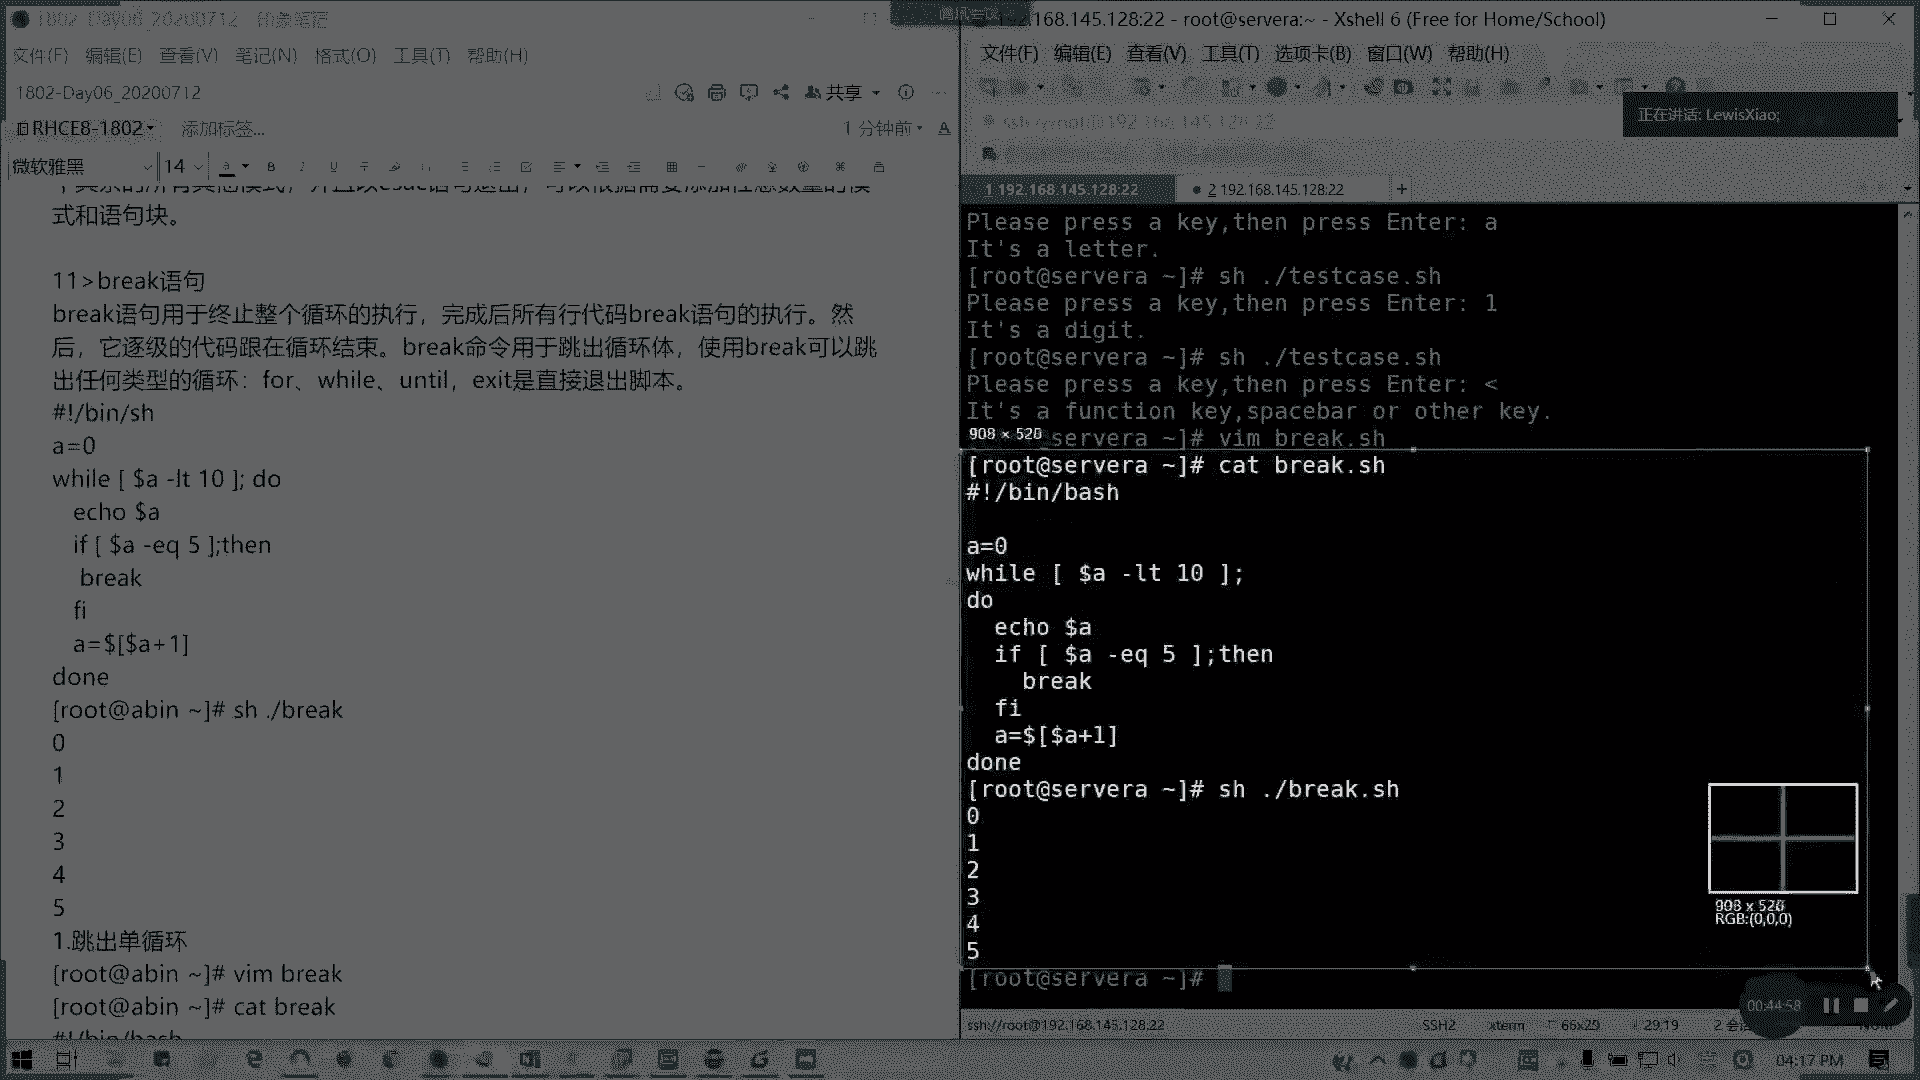 1802-Day06_20200712 - 印象笔记
文件(F) 编辑(E) 查看(V) 笔记(N) 格式(O) 工具(T) 帮助(H)
1802-Day06_20200712
共享
RHCE8-1802
添加标签...
1 分钟前
微软雅黑
14
式和语句块。
11>break语句
break语句用于终止整个循环的执行，完成后所有行代码break语句的执行。然
后，它逐级的代码跟在循环结束。break命令用于跳出循环体，使用break可以跳
出任何类型的循环：for、while、until，exit是直接退出脚本。
#!/bin/sh
a=0
while [ $a -lt 10 ]; do
echo $a
if [ $a -eq 5 ];then
break
fi
a=$[$a+1]
done
[root@abin ~]# sh ./break
0
1
2
3
4
5
1.跳出单循环
[root@abin ~]# vim break
[root@abin ~]# cat break
#!/bin/bash
168.145.128:22 - root@servera:~ - Xshell 6 (Free for Home/School)
文件(F) 编辑(E) 查看(V) 工具(T) 选项卡(B) 窗口(W) 帮助(H)
正在讲话: LewisXiao;
ssh://root@192.168.145.128:22
1 192.168.145.128:22
2 192.168.145.128:22
+
Please press a key,then press Enter: a
It's a letter.
[root@servera ~]# sh ./testcase.sh
Please press a key,then press Enter: 1
It's a digit.
[root@servera ~]# sh ./testcase.sh
Please press a key,then press Enter: <
It's a function key,spacebar or other key.
908 × 520
servera ~]# vim break.sh
[root@servera ~]# cat break.sh
#!/bin/bash
a=0
while [ $a -lt 10 ];
do
echo $a
if [ $a -eq 5 ];then
break
fi
a=$[$a+1]
done
[root@servera ~]# sh ./break.sh
0
1
2
3
4
5
[root@servera ~]#
908 x 520
RGB:(0,0,0)
00:44:58
ssh://root@192.168.145.128:22
SSH2
xterm
66x29
29,19
04:17 PM